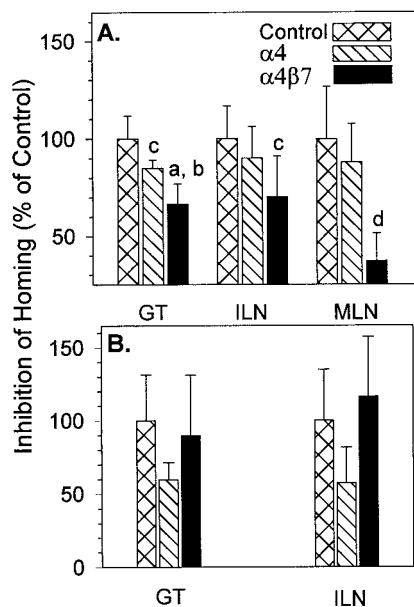 A.
Control
α4
α4β7
150
100
50
c
a, b
c
d
GT ILN MLN
Inhibition of Homing (% of Control)
B.
150
100
50
0
GT ILN